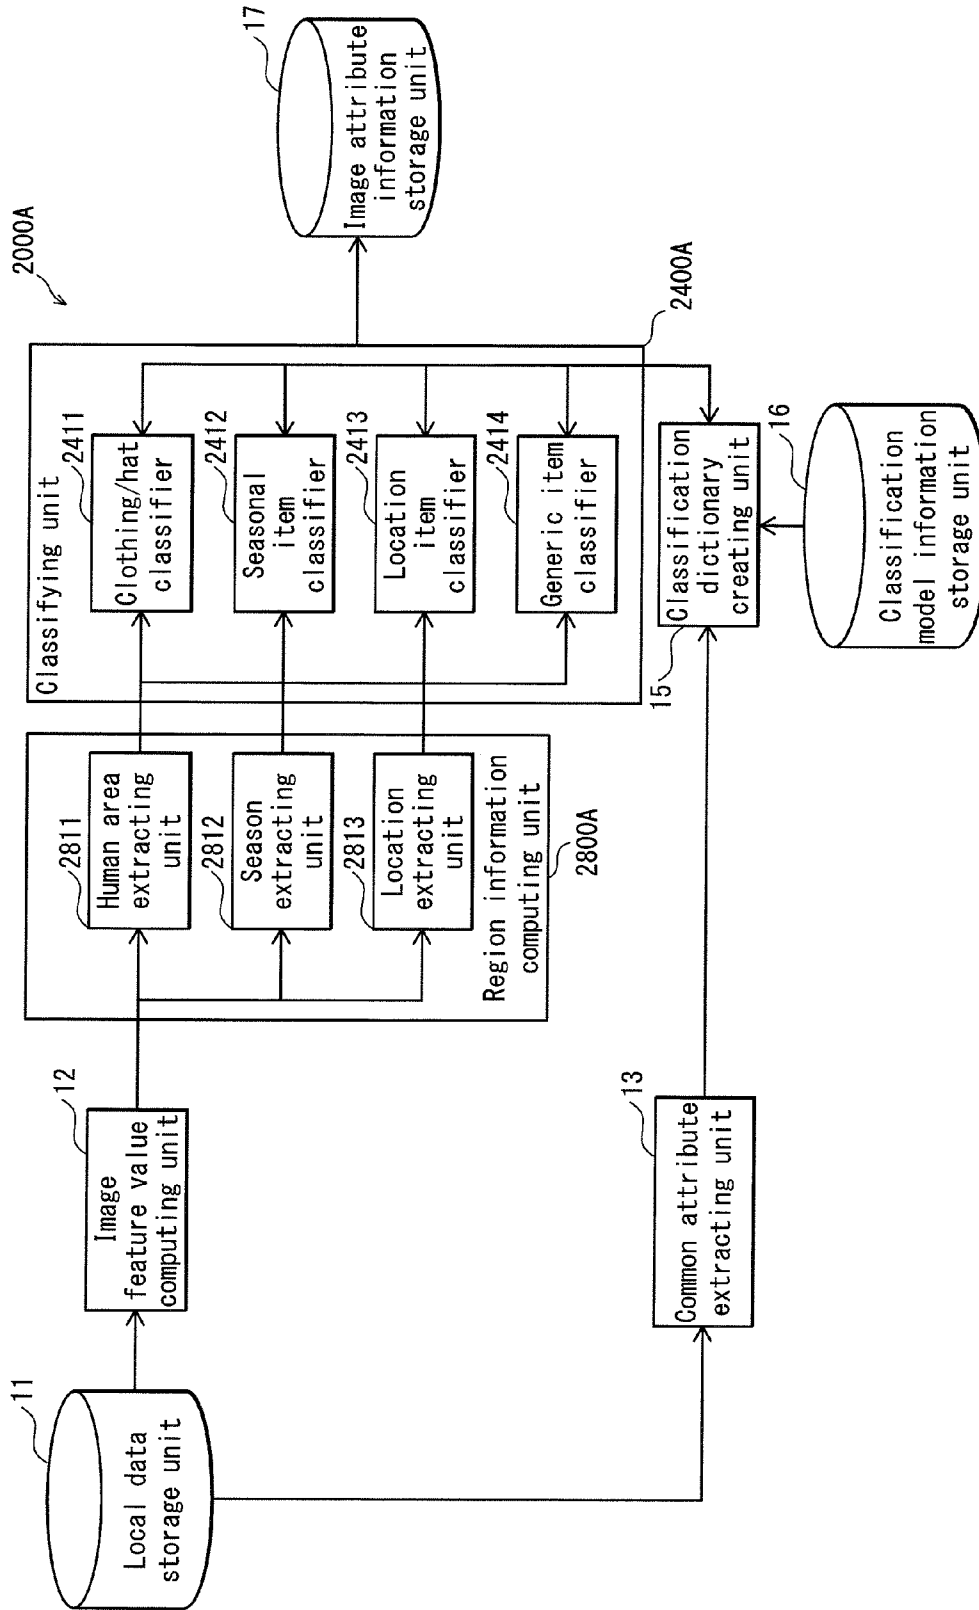 2000A
11
Local data
storage unit
12
Image
feature value
computing unit
2811
Human area
extracting
unit
2812
Season
extracting
unit
2813
Location
extracting
unit
Region information
computing unit
2800A
Classifying unit
2411
Clothing/hat
classifier
2412
Seasonal
item
classifier
2413
Location
item
classifier
2414
Generic item
classifier
2400A
17
Image attribute
information
storage unit
13
Common attribute
extracting unit
15
Classification
dictionary
creating unit
16
Classification
model information
storage unit